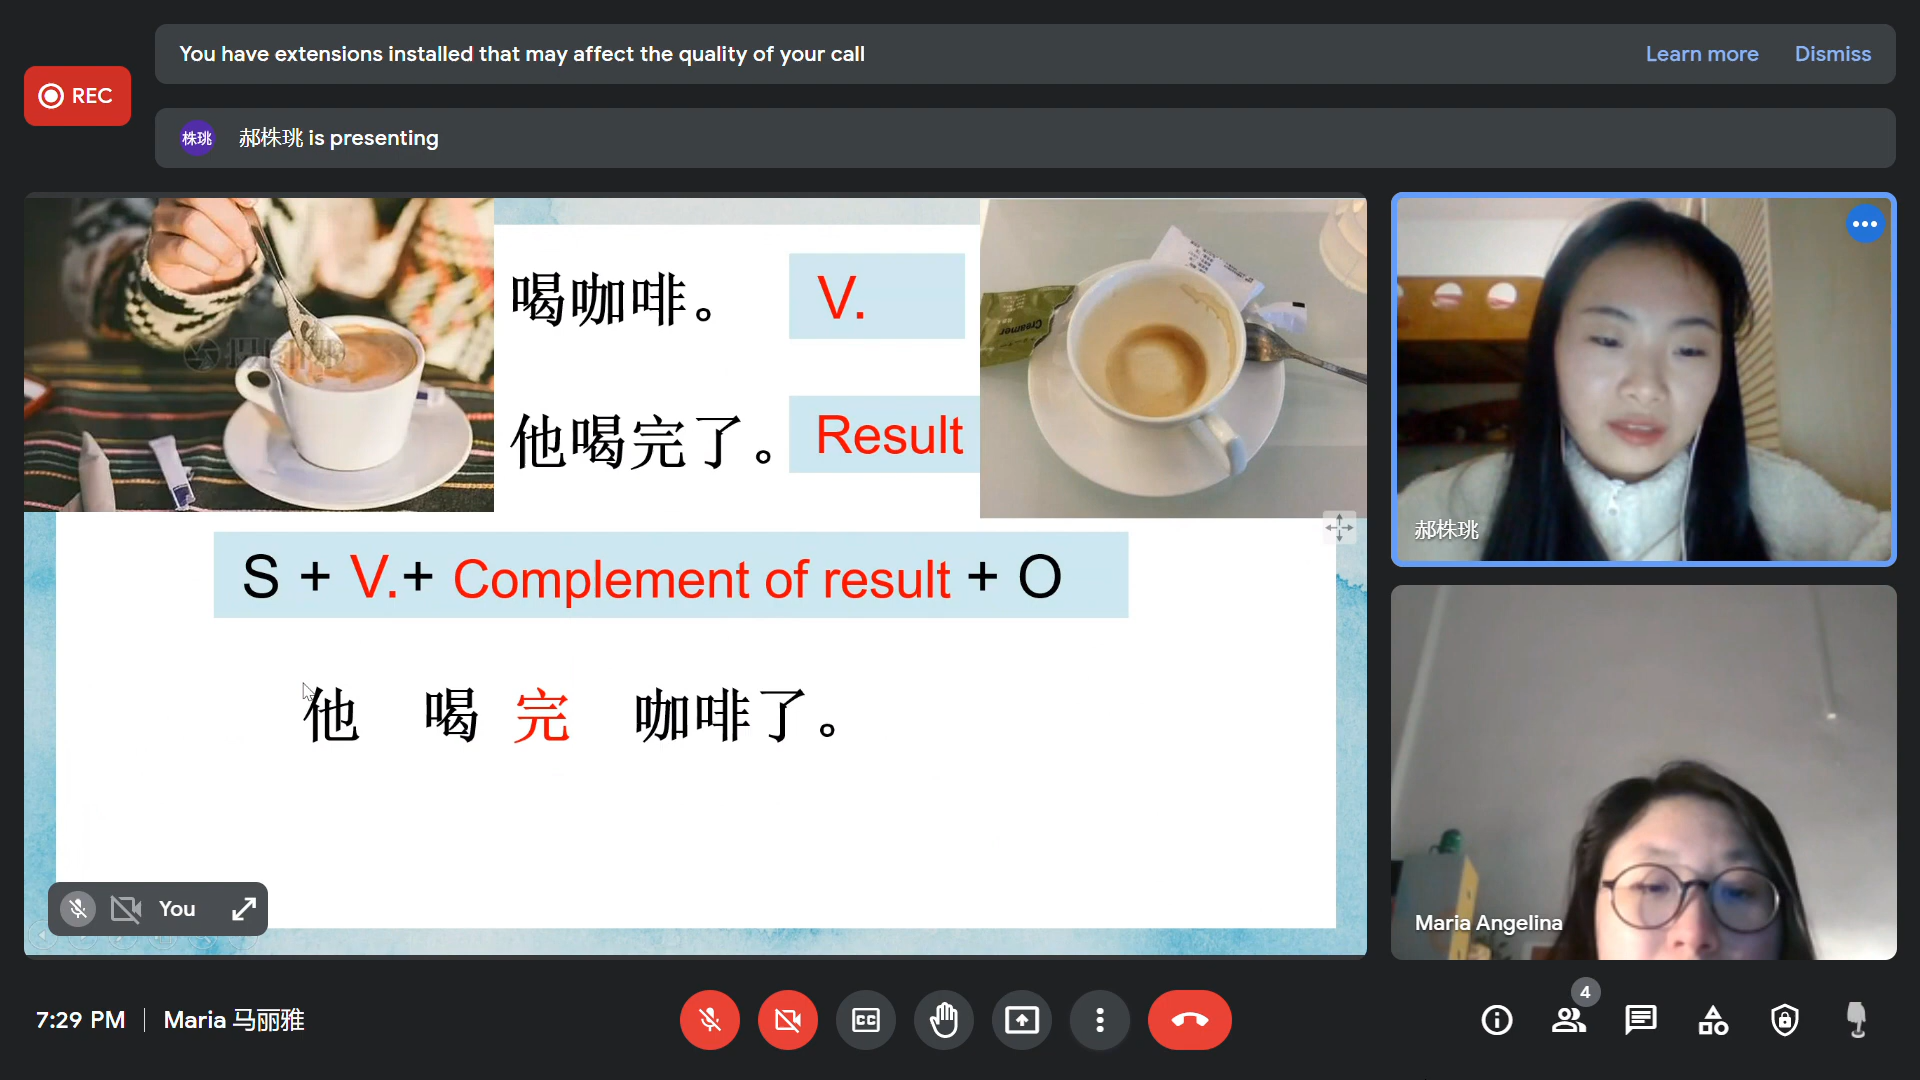 You have extensions installed that may affect the quality of your call
Learn more
Dismiss
REC
株珧
郝株珧 is presenting
喝咖啡。
V.
他喝完了。
Result
Creamer
S + V.+ Complement of result + O
他 喝 完 咖啡了。
郝株珧
Maria Angelina
You
4
7:29 PM
Maria 马丽雅
CC